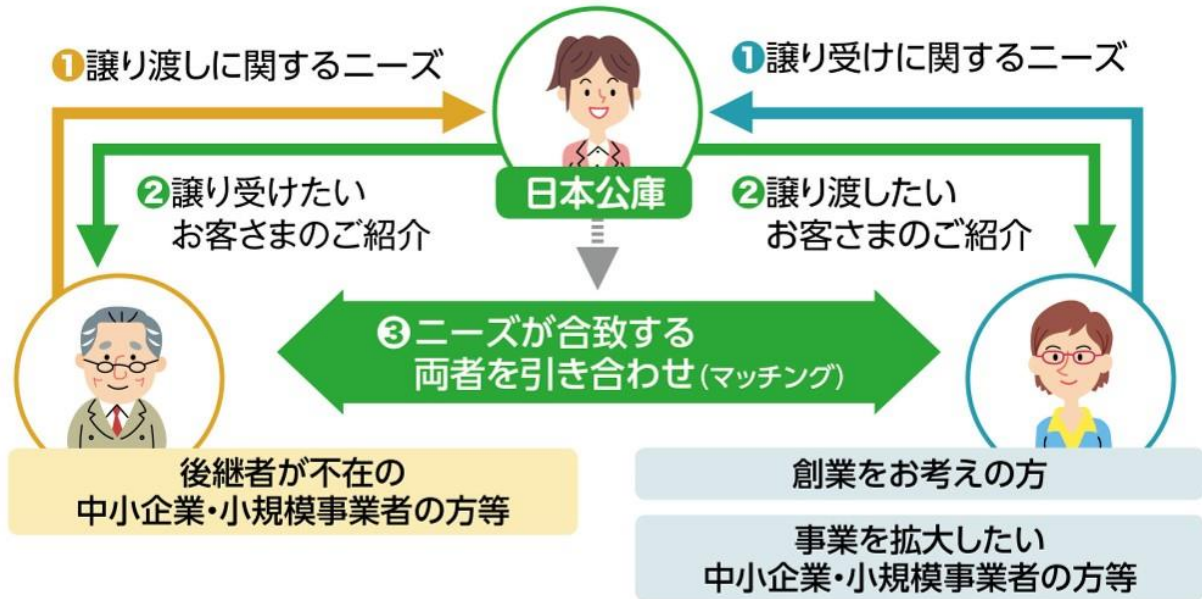 ❶譲り渡しに関するニーズ
❶譲り受けに関するニーズ
日本公庫
❷譲り受けたい
お客さまのご紹介
❷譲り渡したい
お客さまのご紹介
❸ニーズが合致する
両者を引き合わせ(マッチング)
後継者が不在の
中小企業・小規模事業者の方等
創業をお考えの方
事業を拡大したい
中小企業・小規模事業者の方等